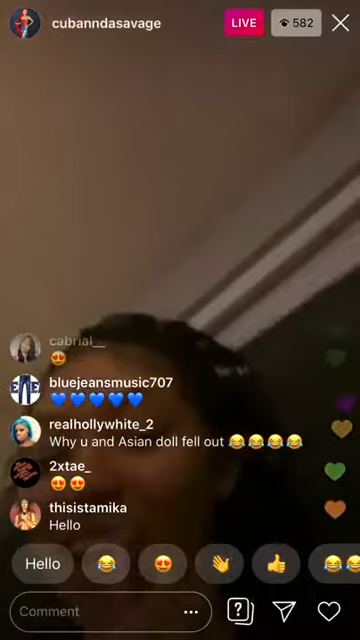 cubanndasavage
LIVE
582
cabrial__
😍
bluejeansmusic707
💙💙💙💙💙
realhollywhite_2
Why u and Asian doll fell out 😂😂😂😂
2xtae_
😍😍
thisistamika
Hello
Hello 😂 😍 👋 👍 😂😂
Comment
?